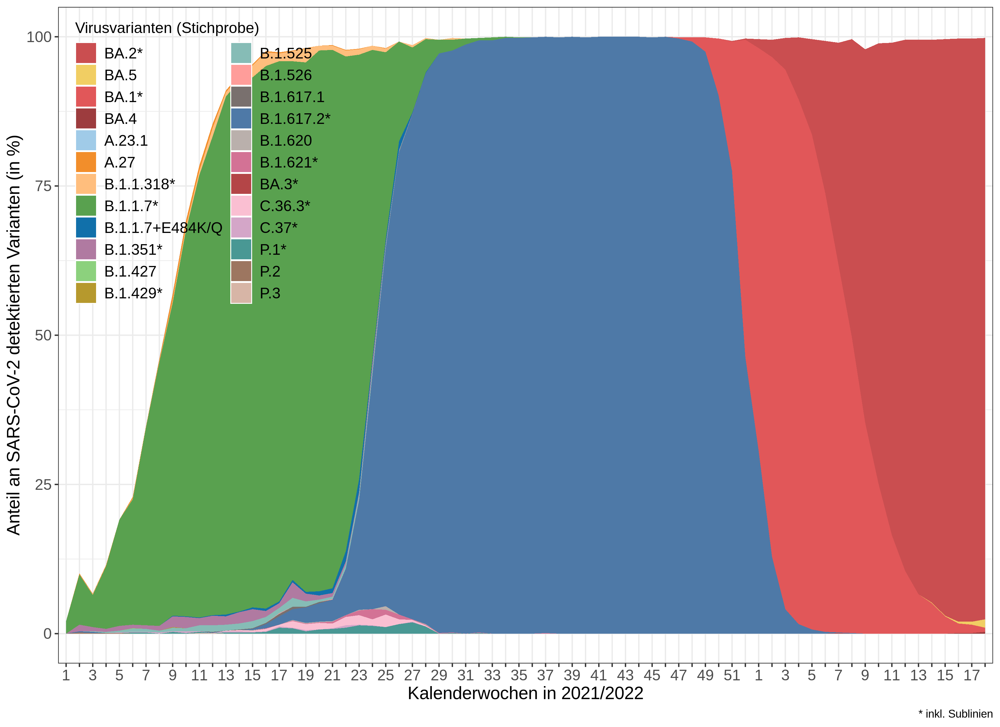 Virusvarianten (Stichprobe)
BA.2*
BA.5
BA.1*
BA.4
A.23.1
A.27
B.1.1.318*
B.1.1.7*
B.1.1.7+E484K/Q
B.1.351*
B.1.427
B.1.429*
B.1.525
B.1.526
B.1.617.1
B.1.617.2*
B.1.620
B.1.621*
BA.3*
C.36.3*
C.37*
P.1*
P.2
P.3
Anteil an SARS-CoV-2 detektierten Varianten (in %)
100
75
50
25
0
1 3 5 7 9 11 13 15 17 19 21 23 25 27 29 31 33 35 37 39 41 43 45 47 49 51 1 3 5 7 9 11 13 15 17
Kalenderwochen in 2021/2022
* inkl. Sublinien